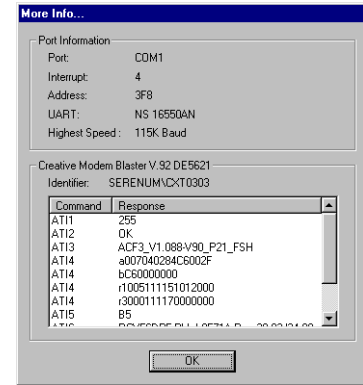 More Info...
Port Information
Port: COM1
Interrupt: 4
Address: 3F8
UART: NS 16550AN
Highest Speed : 115K Baud
Creative Modem Blaster V.92 DE5621
Identifier: SERENUM\CXT0303
Command Response
ATI1 255
ATI2 OK
ATI3 ACF3_V1.088-V90_P21_FSH
ATI4 a007040284C6002F
ATI4 bC60000000
ATI4 r1005111151012000
ATI4 r3000111170000000
ATI5 B5
OK